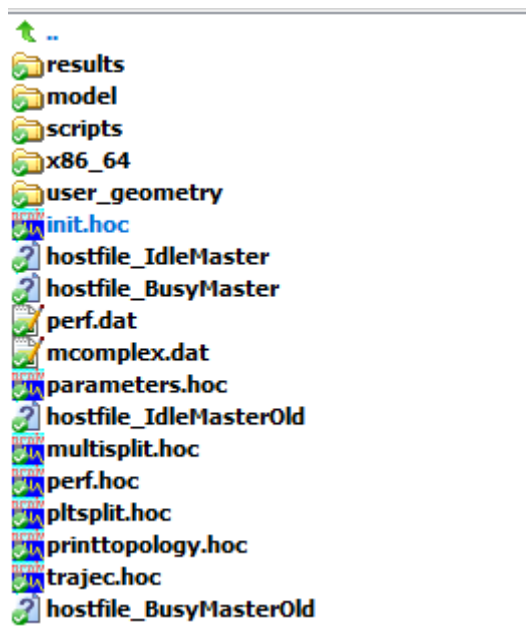 ..
results
model
scripts
x86_64
user_geometry
init.hoc
hostfile_IdleMaster
hostfile_BusyMaster
perf.dat
mcomplex.dat
parameters.hoc
hostfile_IdleMasterOld
multisplit.hoc
perf.hoc
pltsplit.hoc
printtopology.hoc
trajec.hoc
hostfile_BusyMasterOld